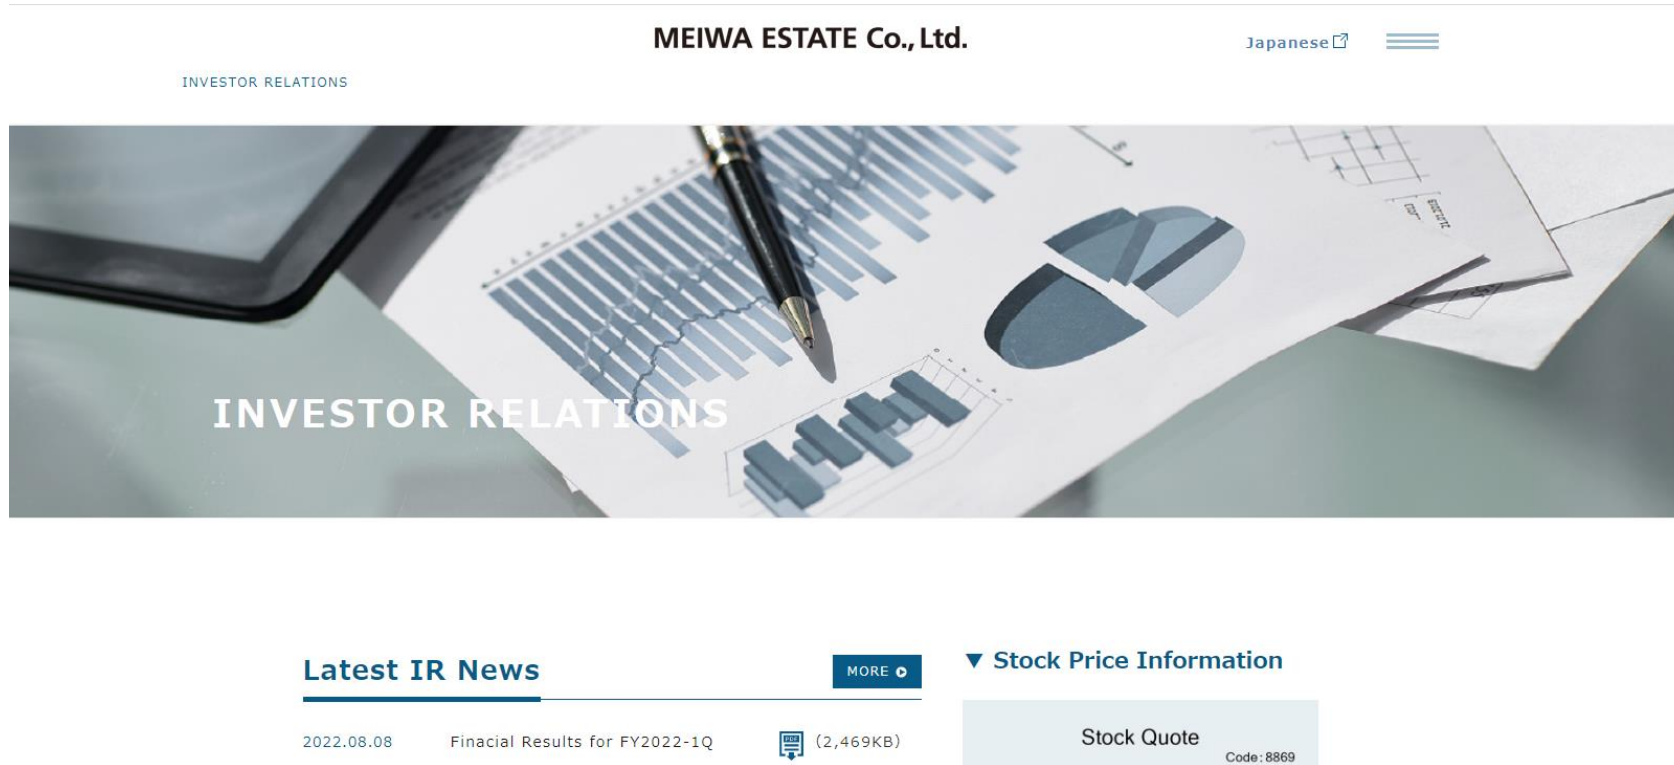 MEIWA ESTATE Co., Ltd.
Japanese
INVESTOR RELATIONS
INVESTOR RELATIONS
Latest IR News
MORE
▼ Stock Price Information
2022.08.08 Finacial Results for FY2022-1Q PDF (2,469KB)
Stock Quote
Code:8869